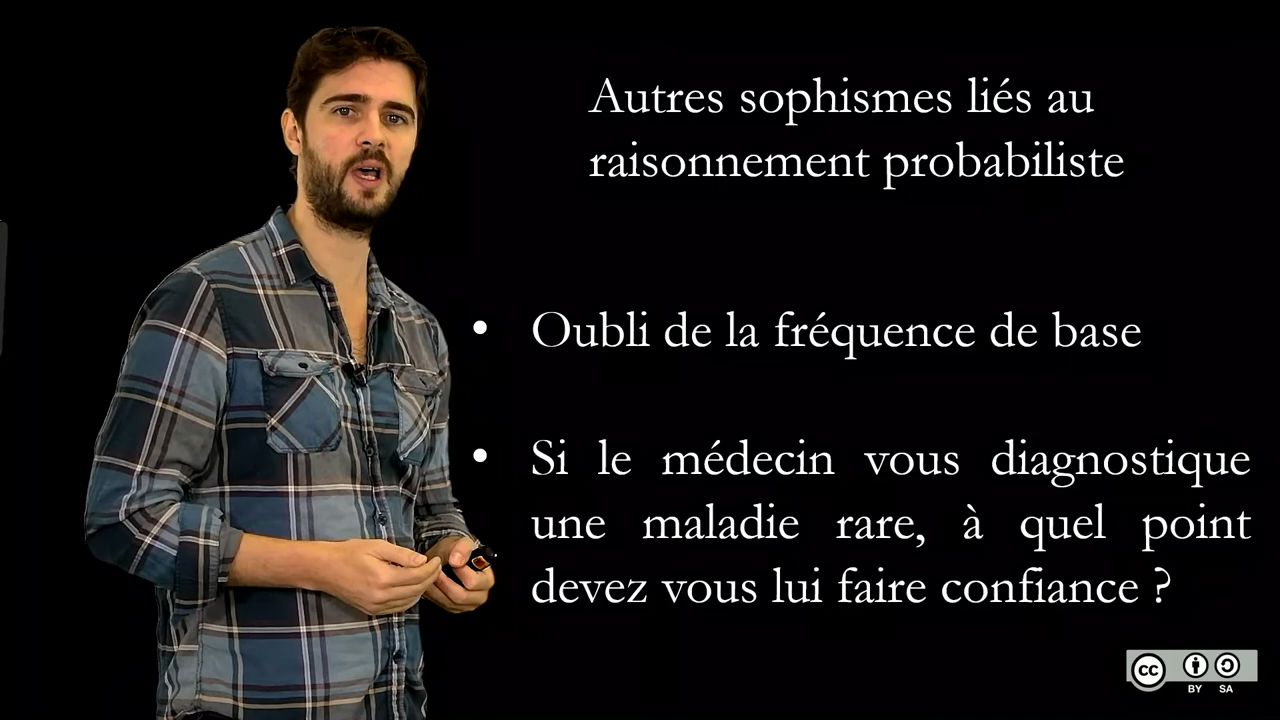 Autres sophismes liés au
raisonnement probabiliste
• Oubli de la fréquence de base
• Si le médecin vous diagnostique
une maladie rare, à quel point
devez vous lui faire confiance ?
cc
BY SA